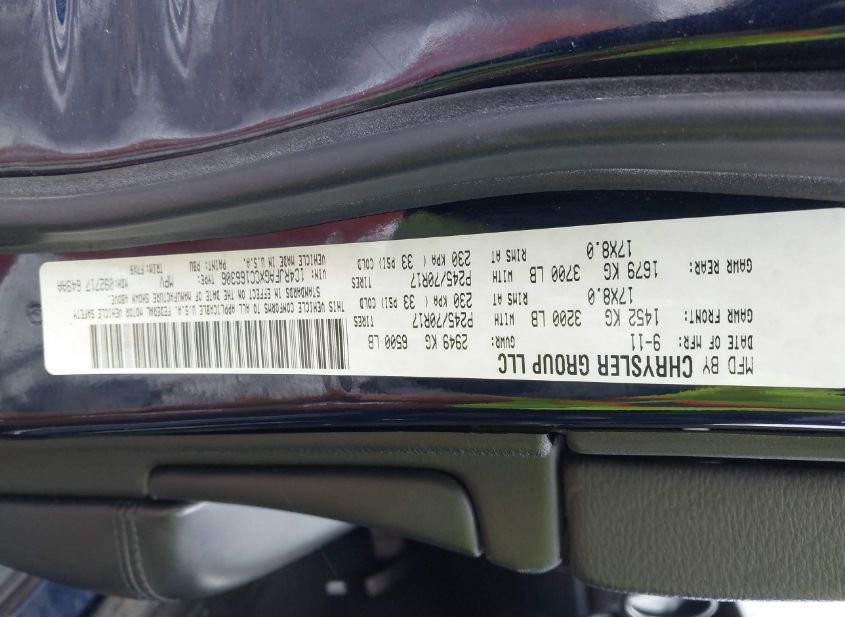 MFD BY CHRYSLER GROUP LLC
DATE OF MFR: 9-11 GVWR: 2949 KG 6500 LB
GAWR FRONT: 1452 KG 3200 LB WITH P245/70R17 TIRES
17X8.0 RIMS AT 230 KPA ( 33 PSI) COLD
GAWR REAR: 1679 KG 3700 LB WITH P245/70R17 TIRES
17X8.0 RIMS AT 230 KPA ( 33 PSI) COLD
THIS VEHICLE CONFORMS TO ALL APPLICABLE U.S.A. FEDERAL MOTOR VEHICLE SAFETY
STANDARDS IN EFFECT ON THE DATE OF MANUFACTURE SHOWN ABOVE.
VIN: TYPE: MPV
VEHICLE MADE IN U.S.A. PAINT: PBU TRIM: